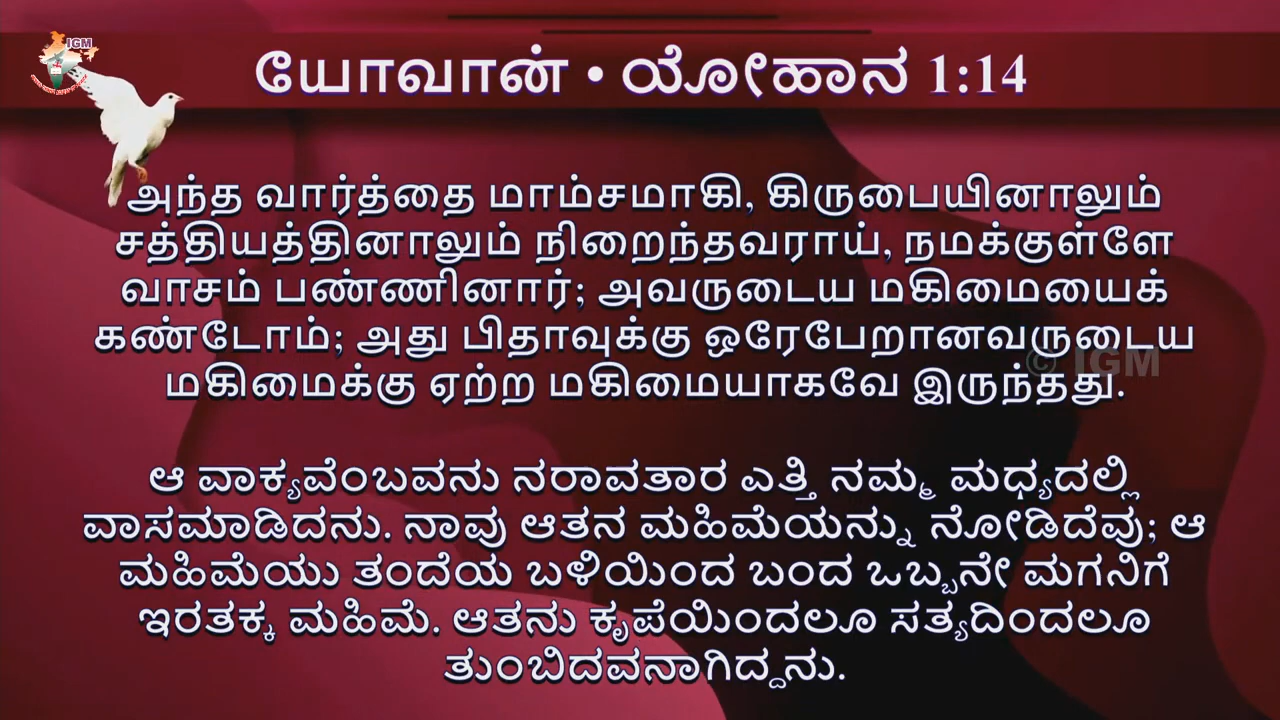 IGM
யோவான் • ಯೋಹಾನ 1:14
அந்த வார்த்தை மாம்சமாகி, கிருபையினாலும்
சத்தியத்தினாலும் நிறைந்தவராய், நமக்குள்ளே
வாசம் பண்ணினார்; அவருடைய மகிமையைக்
கண்டோம்; அது பிதாவுக்கு ஒரேபேறானவருடைய
மகிமைக்கு ஏற்ற மகிமையாகவே இருந்தது.
© IGM
ಆ ವಾಕ್ಯವೆಂಬವನು ನರಾವತಾರ ಎತ್ತಿ ನಮ್ಮ ಮಧ್ಯದಲ್ಲಿ
ವಾಸಮಾಡಿದನು. ನಾವು ಆತನ ಮಹಿಮೆಯನ್ನು ನೋಡಿದೆವು; ಆ
ಮಹಿಮೆಯು ತಂದೆಯ ಬಳಿಯಿಂದ ಬಂದ ಒಬ್ಬನೇ ಮಗನಿಗೆ
ಇರತಕ್ಕ ಮಹಿಮೆ. ಆತನು ಕೃಪೆಯಿಂದಲೂ ಸತ್ಯದಿಂದಲೂ
ತುಂಬಿದವನಾಗಿದ್ದನು.